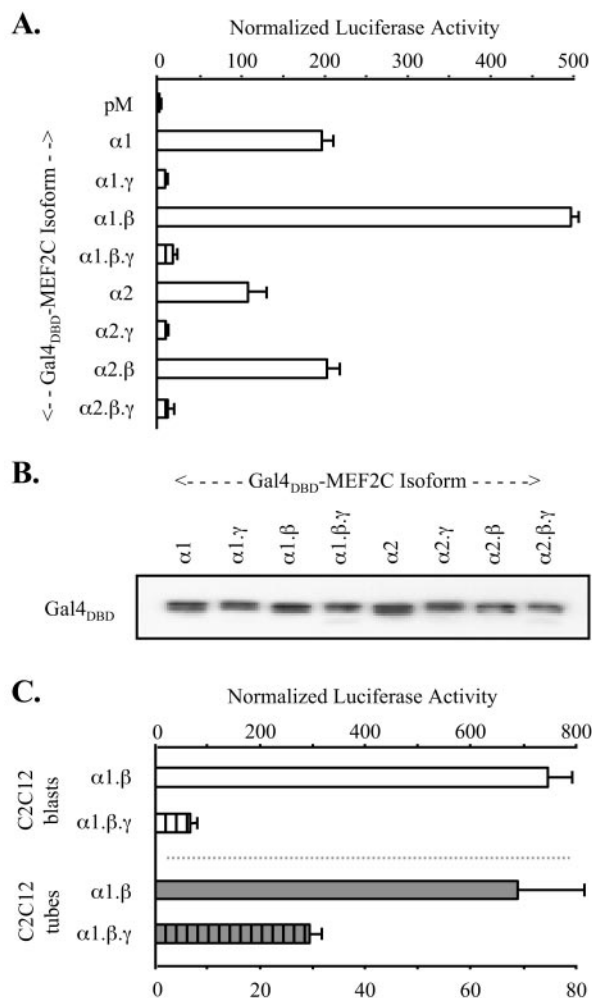 A.
Normalized Luciferase Activity
0 100 200 300 400 500
<-- Gal4DBD-MEF2C Isoform -->
pM
α1
α1.γ
α1.β
α1.β.γ
α2
α2.γ
α2.β
α2.β.γ
B.
<----- Gal4DBD-MEF2C Isoform ----->
α1 α1.γ α1.β α1.β.γ α2 α2.γ α2.β α2.β.γ
Gal4DBD
C.
Normalized Luciferase Activity
0 200 400 600 800
C2C12
blasts
α1.β
α1.β.γ
C2C12
tubes
α1.β
α1.β.γ
0 20 40 60 80